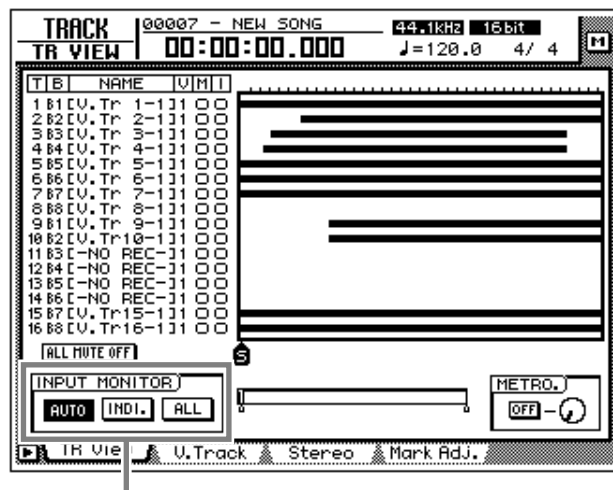 TRACK
TR VIEW
00007 - NEW SONG
00:00:00.000
44.1kHz 16bit
♩=120.0 4/ 4
M
T B NAME V M I
1 B1[V.Tr 1-1]1
2 B2[V.Tr 2-1]1
3 B3[V.Tr 3-1]1
4 B4[V.Tr 4-1]1
5 B5[V.Tr 5-1]1
6 B6[V.Tr 6-1]1
7 B7[V.Tr 7-1]1
8 B8[V.Tr 8-1]1
9 B1[V.Tr 9-1]1
10 B2[V.Tr10-1]1
11 B3[-NO REC-]1
12 B4[-NO REC-]1
13 B5[-NO REC-]1
14 B6[-NO REC-]1
15 B7[V.Tr15-1]1
16 B8[V.Tr16-1]1
ALL MUTE OFF
S
INPUT MONITOR
AUTO INDI. ALL
METRO.
OFF
TR View V.Track Stereo Mark Adj.